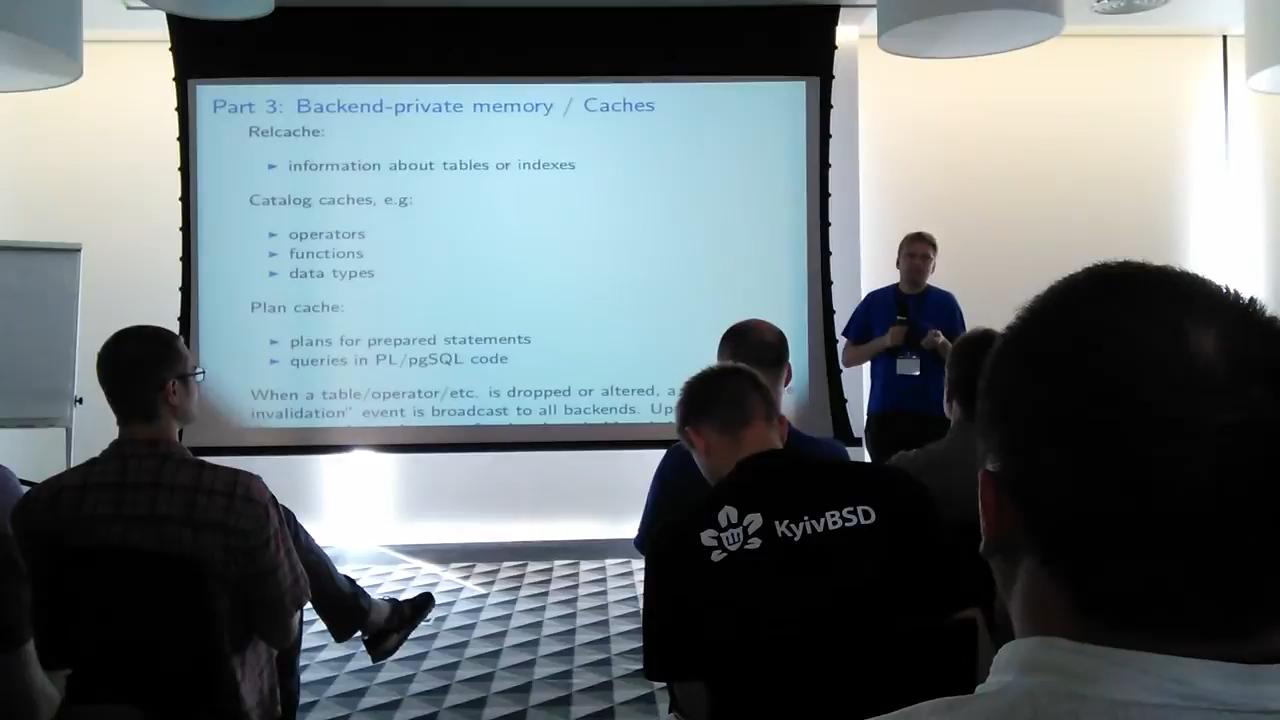 Part 3: Backend-private memory / Caches
Relcache:
► information about tables or indexes
Catalog caches, e.g:
► operators
► functions
► data types
Plan cache:
► plans for prepared statements
► queries in PL/pgSQL code
When a table/operator/etc. is dropped or altered, a
invalidation" event is broadcast to all backends.
KyivBSD